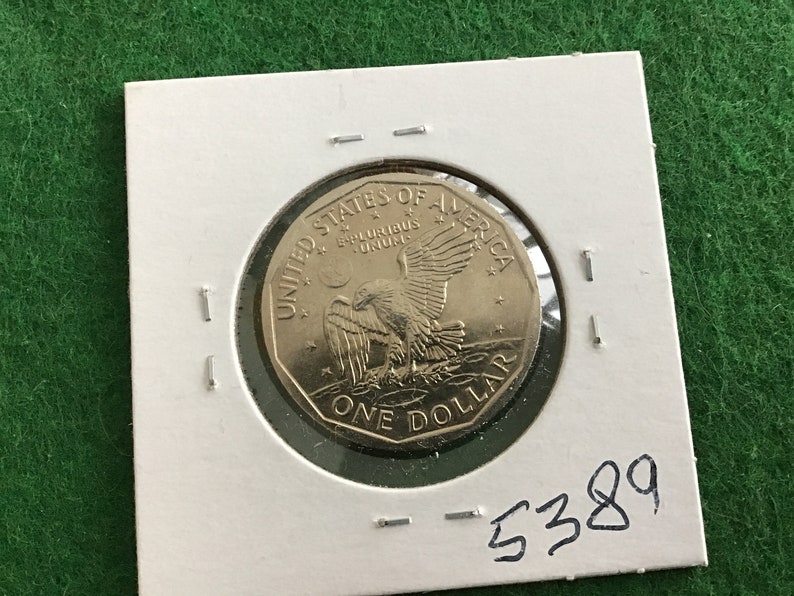 UNITED STATES OF AMERICA
E·PLURIBUS
·UNUM·
ONE DOLLAR
5389